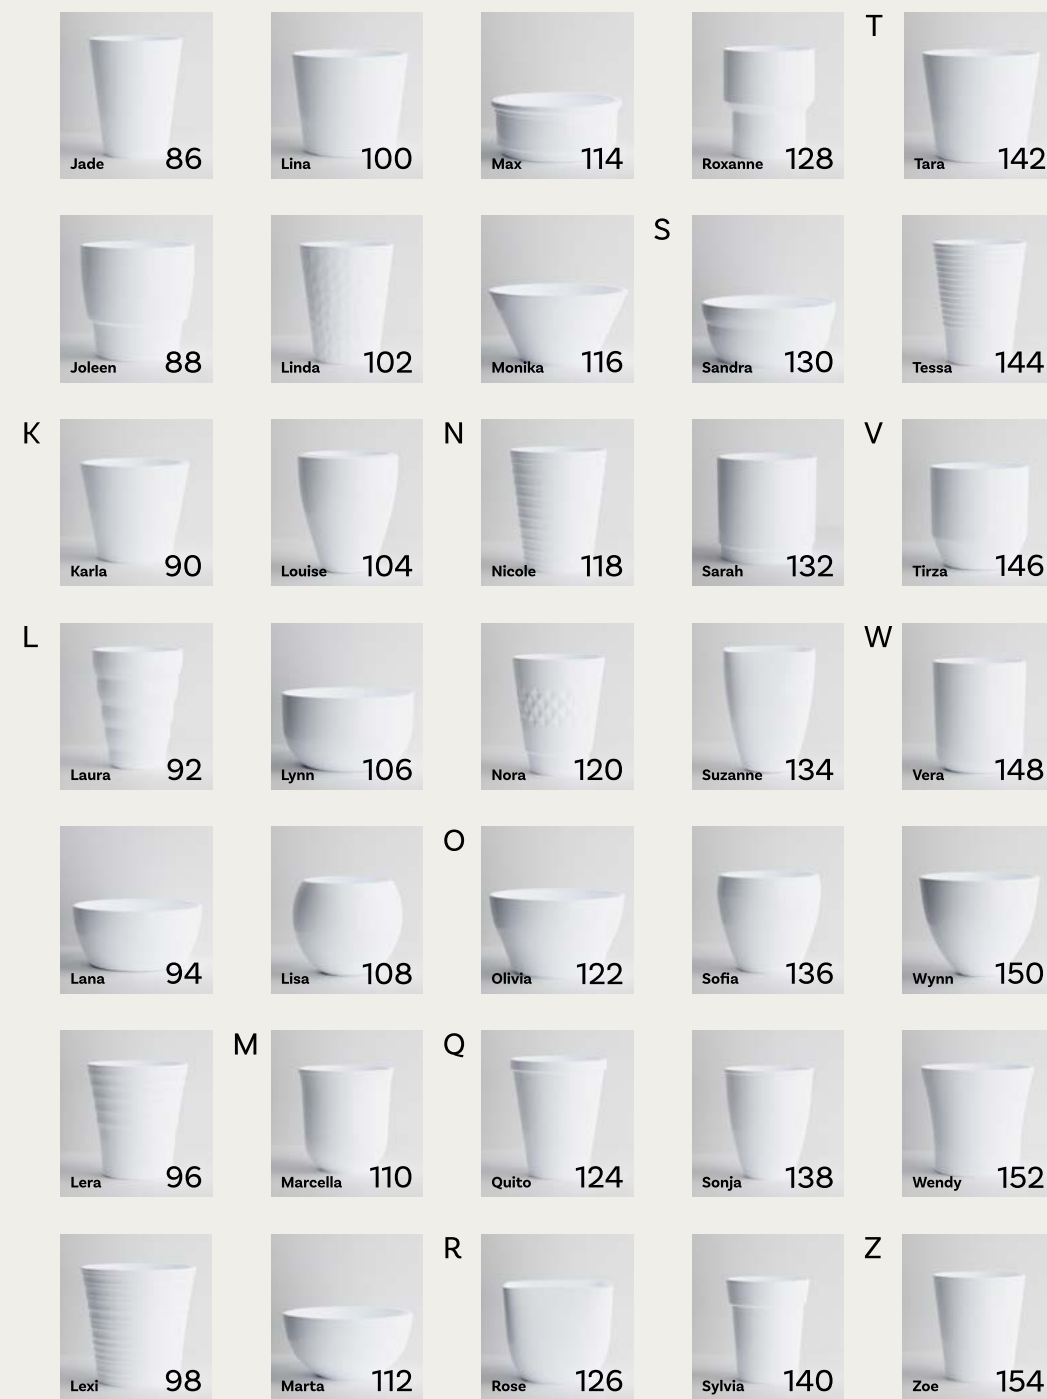 Jade 86
Joleen 88
K
Karla 90
L
Laura 92
Lana 94
Lera 96
Lexi 98
Lina 100
Linda 102
Louise 104
Lynn 106
Lisa 108
M
Marcella 110
Marta 112
Max 114
Monika 116
N
Nicole 118
Nora 120
O
Olivia 122
Q
Quito 124
R
Rose 126
Roxanne 128
S
Sandra 130
Sarah 132
Suzanne 134
Sofia 136
Sonja 138
Sylvia 140
T
Tara 142
Tessa 144
V
Tirza 146
W
Vera 148
Wynn 150
Wendy 152
Z
Zoe 154